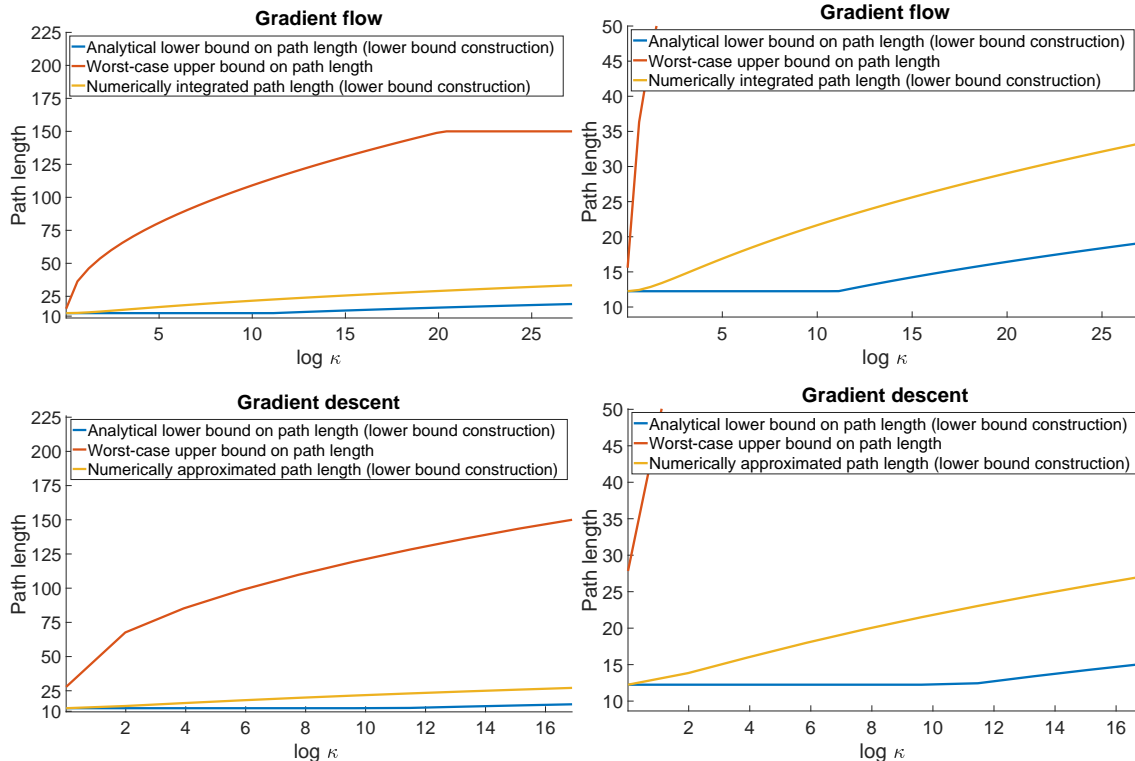 Gradient flow
225
200
175
150
125
100
75
50
25
10
Path length
Analytical lower bound on path length (lower bound construction)
Worst-case upper bound on path length
Numerically integrated path length (lower bound construction)
5
10
15
20
25
log κ
Gradient flow
50
45
40
35
30
25
20
15
10
Path length
Analytical lower bound on path length (lower bound construction)
Worst-case upper bound on path length
Numerically integrated path length (lower bound construction)
5
10
15
20
25
log κ
Gradient descent
225
200
175
150
125
100
75
50
25
10
Path length
Analytical lower bound on path length (lower bound construction)
Worst-case upper bound on path length
Numerically approximated path length (lower bound construction)
2
4
6
8
10
12
14
16
log κ
Gradient descent
50
45
40
35
30
25
20
15
10
Path length
Analytical lower bound on path length (lower bound construction)
Worst-case upper bound on path length
Numerically approximated path length (lower bound construction)
2
4
6
8
10
12
14
16
log κ